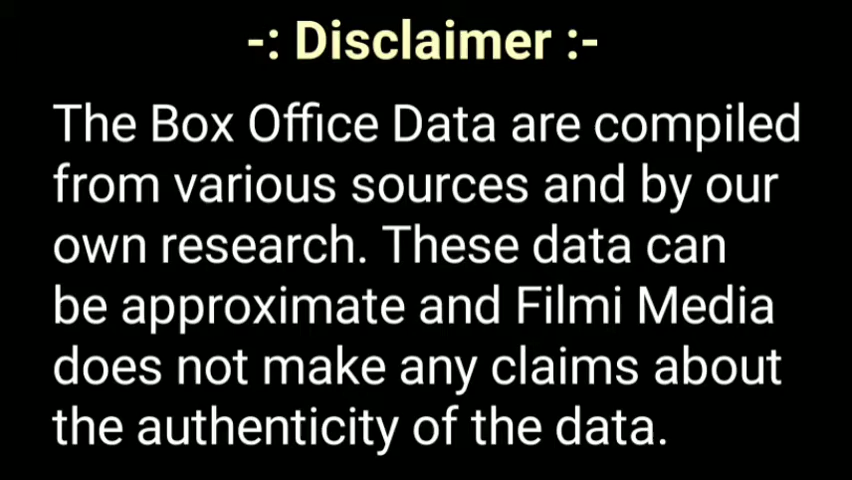 -: Disclaimer :-
The Box Office Data are compiled
from various sources and by our
own research. These data can
be approximate and Filmi Media
does not make any claims about
the authenticity of the data.